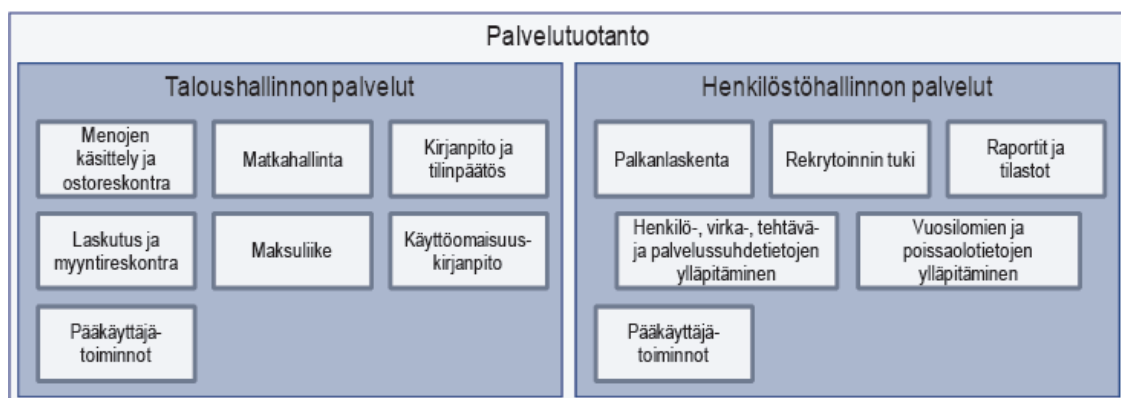 Palvelutuotanto
Taloushallinnon palvelut
Menojen
käsittely ja
ostoreskontra
Matkahallinta
Kirjanpito ja
tilinpäätös
Laskutus ja
myyntireskontra
Maksuliike
Käyttöomaisuus-
kirjanpito
Pääkäyttäjä-
toiminnot
Henkilöstöhallinnon palvelut
Palkanlaskenta
Rekrytoinnin tuki
Raportit ja
tilastot
Henkilö-, virka-, tehtävä-
ja palvelussuhdetietojen
ylläpitäminen
Vuosilomien ja
poissaolotietojen
ylläpitäminen
Pääkäyttäjä-
toiminnot